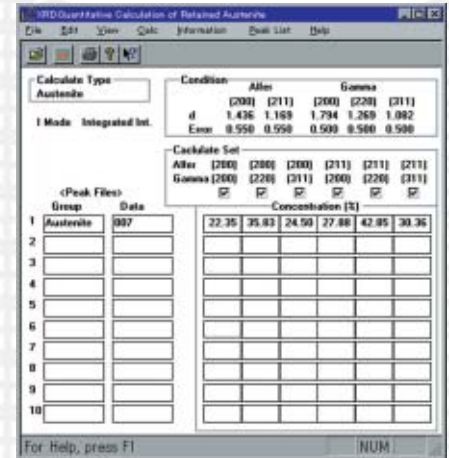 XRD:Quantitative Calculation of Retained Austenite
File Edit View Calc Information Peak List Help
Calculate Type
Austenite
I Mode Integrated Int.
Condition
Alfer Gamma
(200) (211) (200) (220) (311)
d 1.436 1.169 1.794 1.269 1.082
Error 0.550 0.550 0.500 0.500 0.500
Caclulate Set
Alfer (200) (200) (200) (211) (211) (211)
Gamma (200) (220) (311) (200) (220) (311)
<Peak Files>
Group Data
Concentration (%)
1 Austenite 007 22.35 35.83 24.50 27.88 42.85 30.36
2
3
4
5
6
7
8
9
10
For Help, press F1 NUM